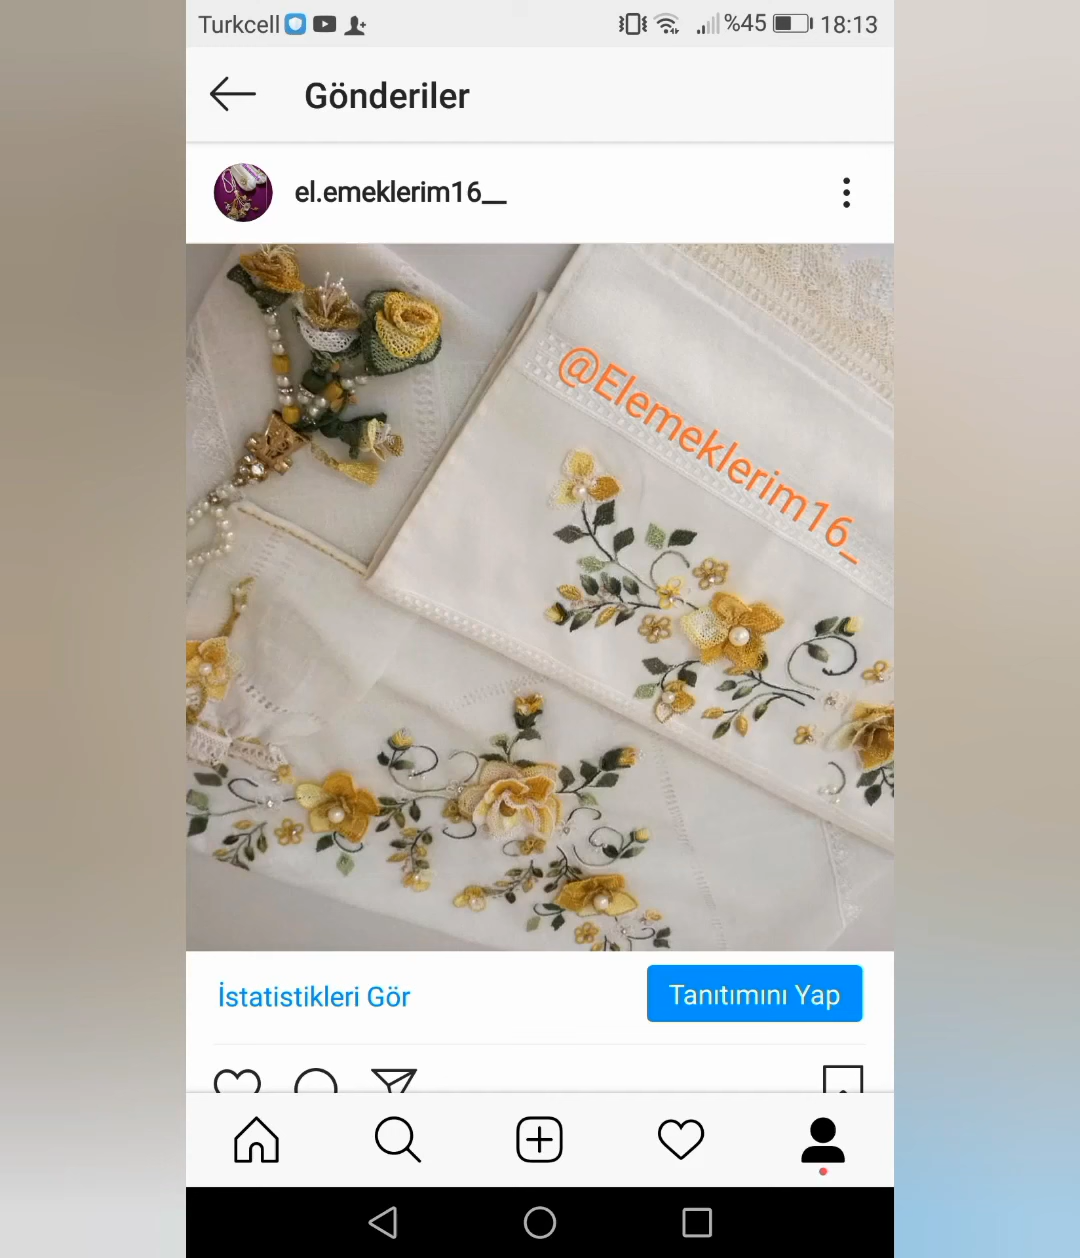 Turkcell %45 18:13
Gönderiler
el.emeklerim16__
@Elemeklerim16_
İstatistikleri Gör
Tanıtımını Yap